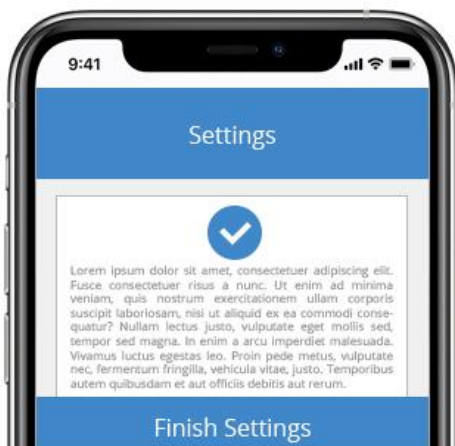 9:41
Settings
Lorem ipsum dolor sit amet, consectetuer adipiscing elit.
Fusce consectetuer risus a nunc. Ut enim ad minima
veniam, quis nostrum exercitationem ullam corporis
suscipit laboriosam, nisi ut aliquid ex ea commodi conse-
quatur? Nullam lectus justo, vulputate eget mollis sed,
tempor sed magna. In enim a arcu imperdiet malesuada.
Vivamus luctus egestas leo. Proin pede metus, vulputate
nec, fermentum fringilla, vehicula vitae, justo. Temporibus
autem quibusdam et aut officiis debitis aut rerum.
Finish Settings